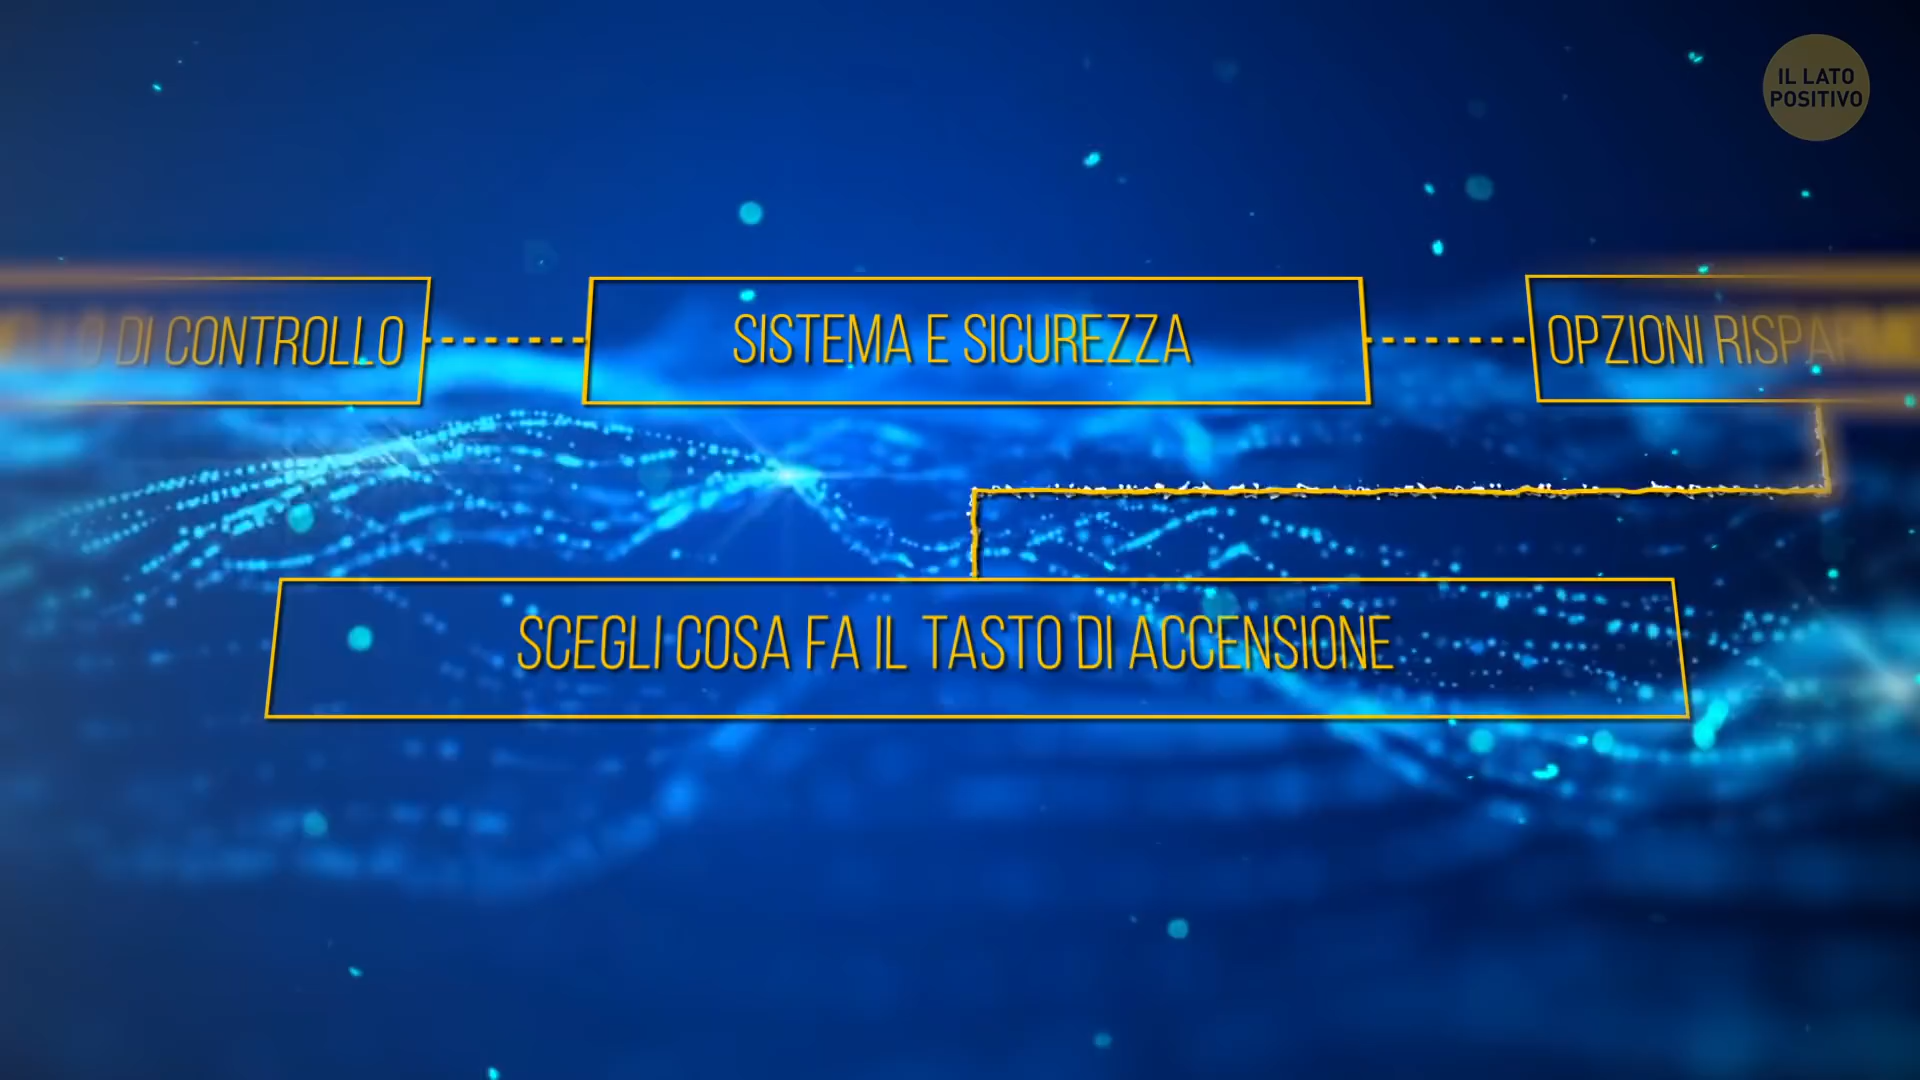 IL LATO
POSITIVO
DI CONTROLLO
SISTEMA E SICUREZZA
OPZIONI
SCEGLI COSA FA IL TASTO DI ACCENSIONE